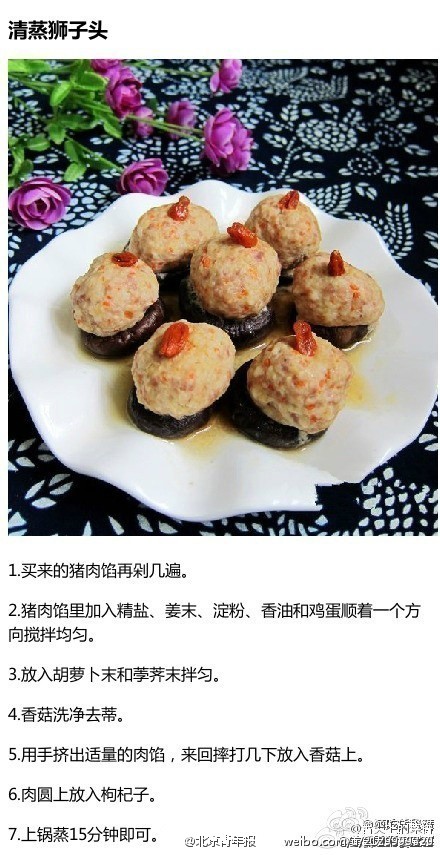 清蒸狮子头
1.买来的猪肉馅再剁几遍。
2.猪肉馅里加入精盐、姜末、淀粉、香油和鸡蛋顺着一个方
向搅拌均匀。
3.放入胡萝卜末和荸荠末拌匀。
4.香菇洗净去蒂。
5.用手挤出适量的肉馅，来回摔打几下放入香菇上。
6.肉圆上放入枸杞子。
7.上锅蒸15分钟即可。
@北京青年报